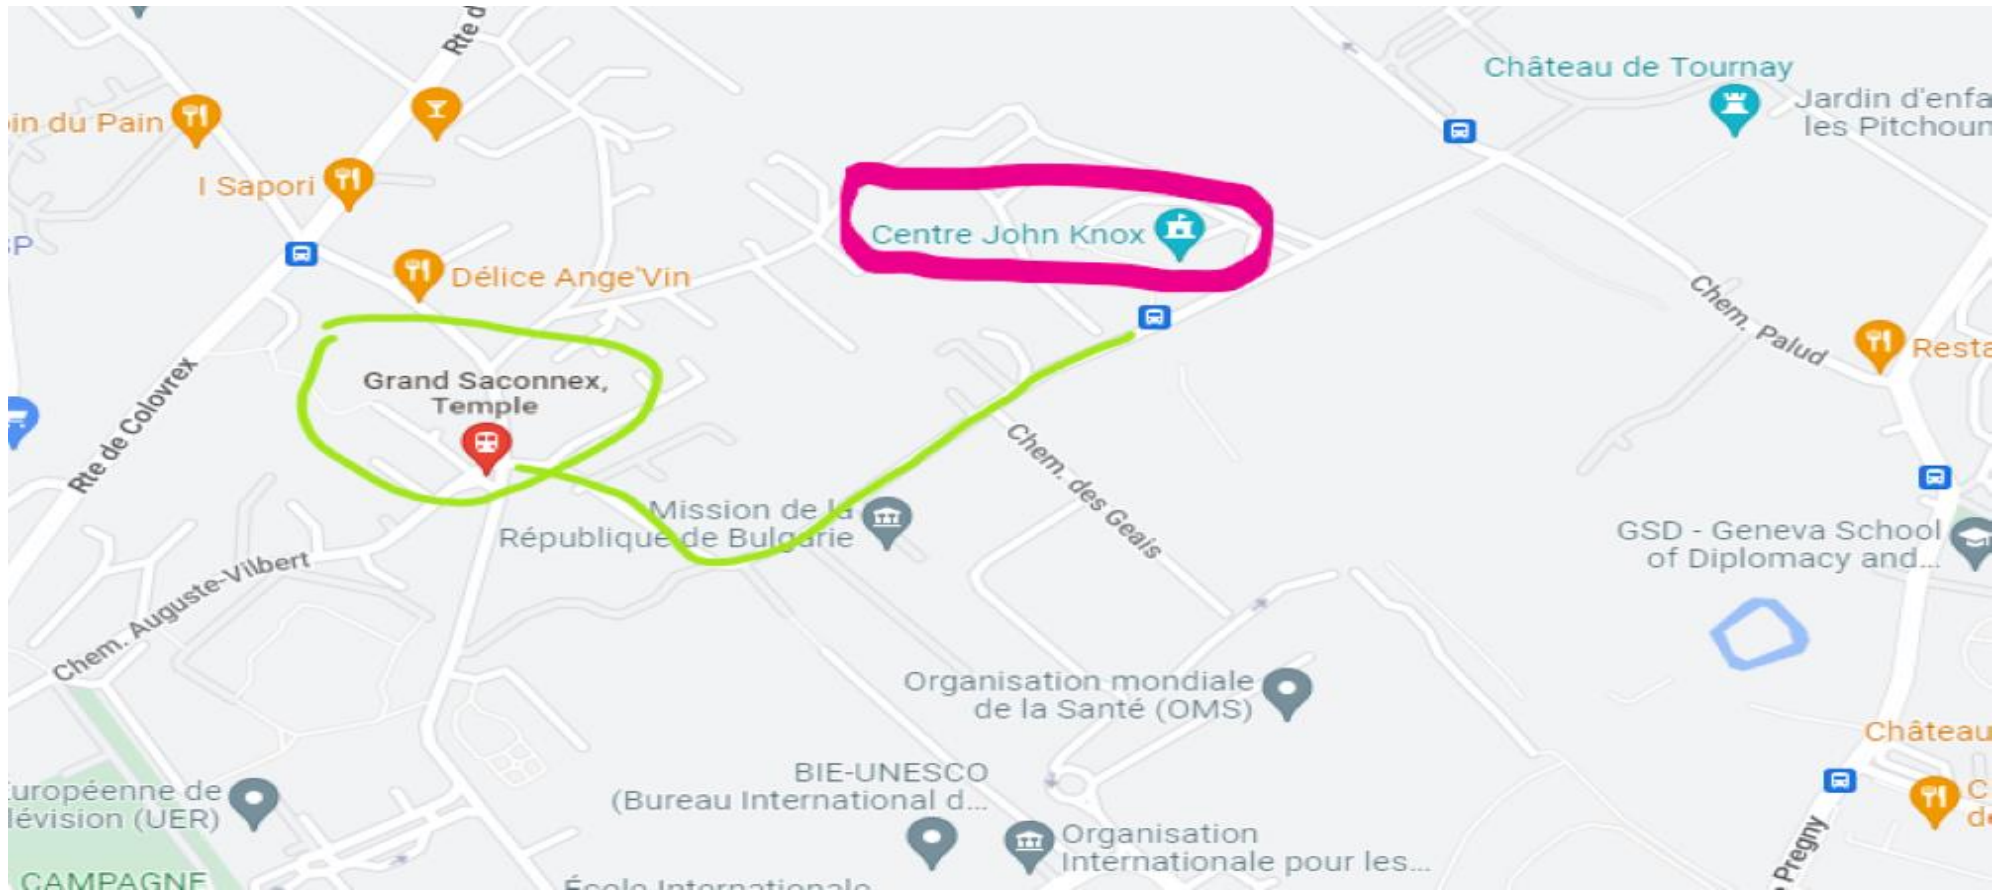 Rte d
Château de Tournay
Jardin d'enfa
les Pitchoun
oin du Pain
I Sapori
Centre John Knox
P
Délice Ange'Vin
Chem. Palud
Resta
Rte de Colovrex
Grand Saconnex,
Temple
Chem. des Geais
Mission de la
République de Bulgarie
GSD - Geneva School
of Diplomacy and...
Chem. Auguste-Vilbert
Organisation mondiale
de la Santé (OMS)
Château
BIE-UNESCO
(Bureau International d...
uropéenne de
lévision (UER)
C
de
Organisation
Internationale pour les...
Pregny
CAMPAGNE
École Internationale